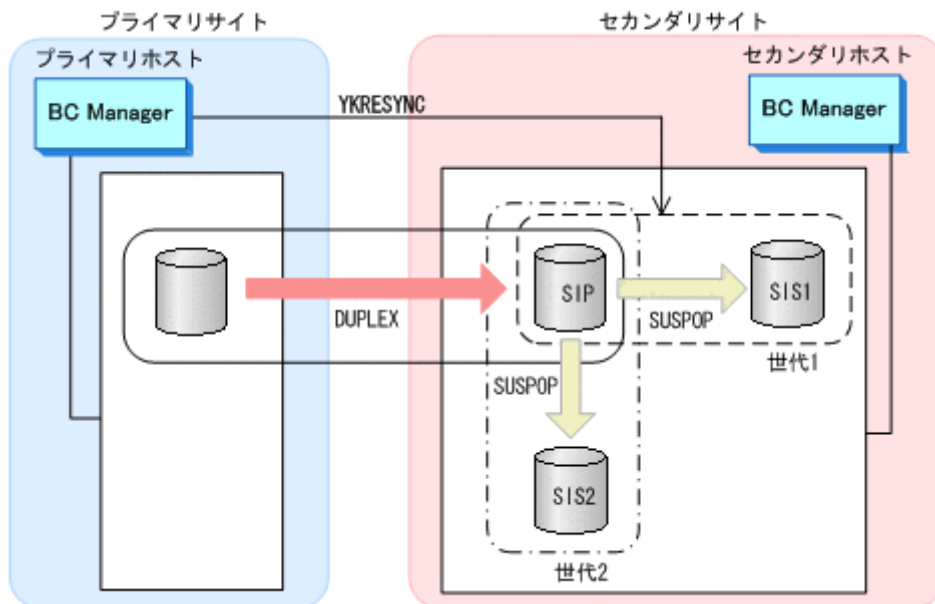 プライマリサイト
セカンダリサイト
プライマリホスト
セカンダリホスト
BC Manager
YKRESYNC
BC Manager
SIP
SIS1
DUPLEX
SUSPOP
世代1
SUSPOP
SIS2
世代2